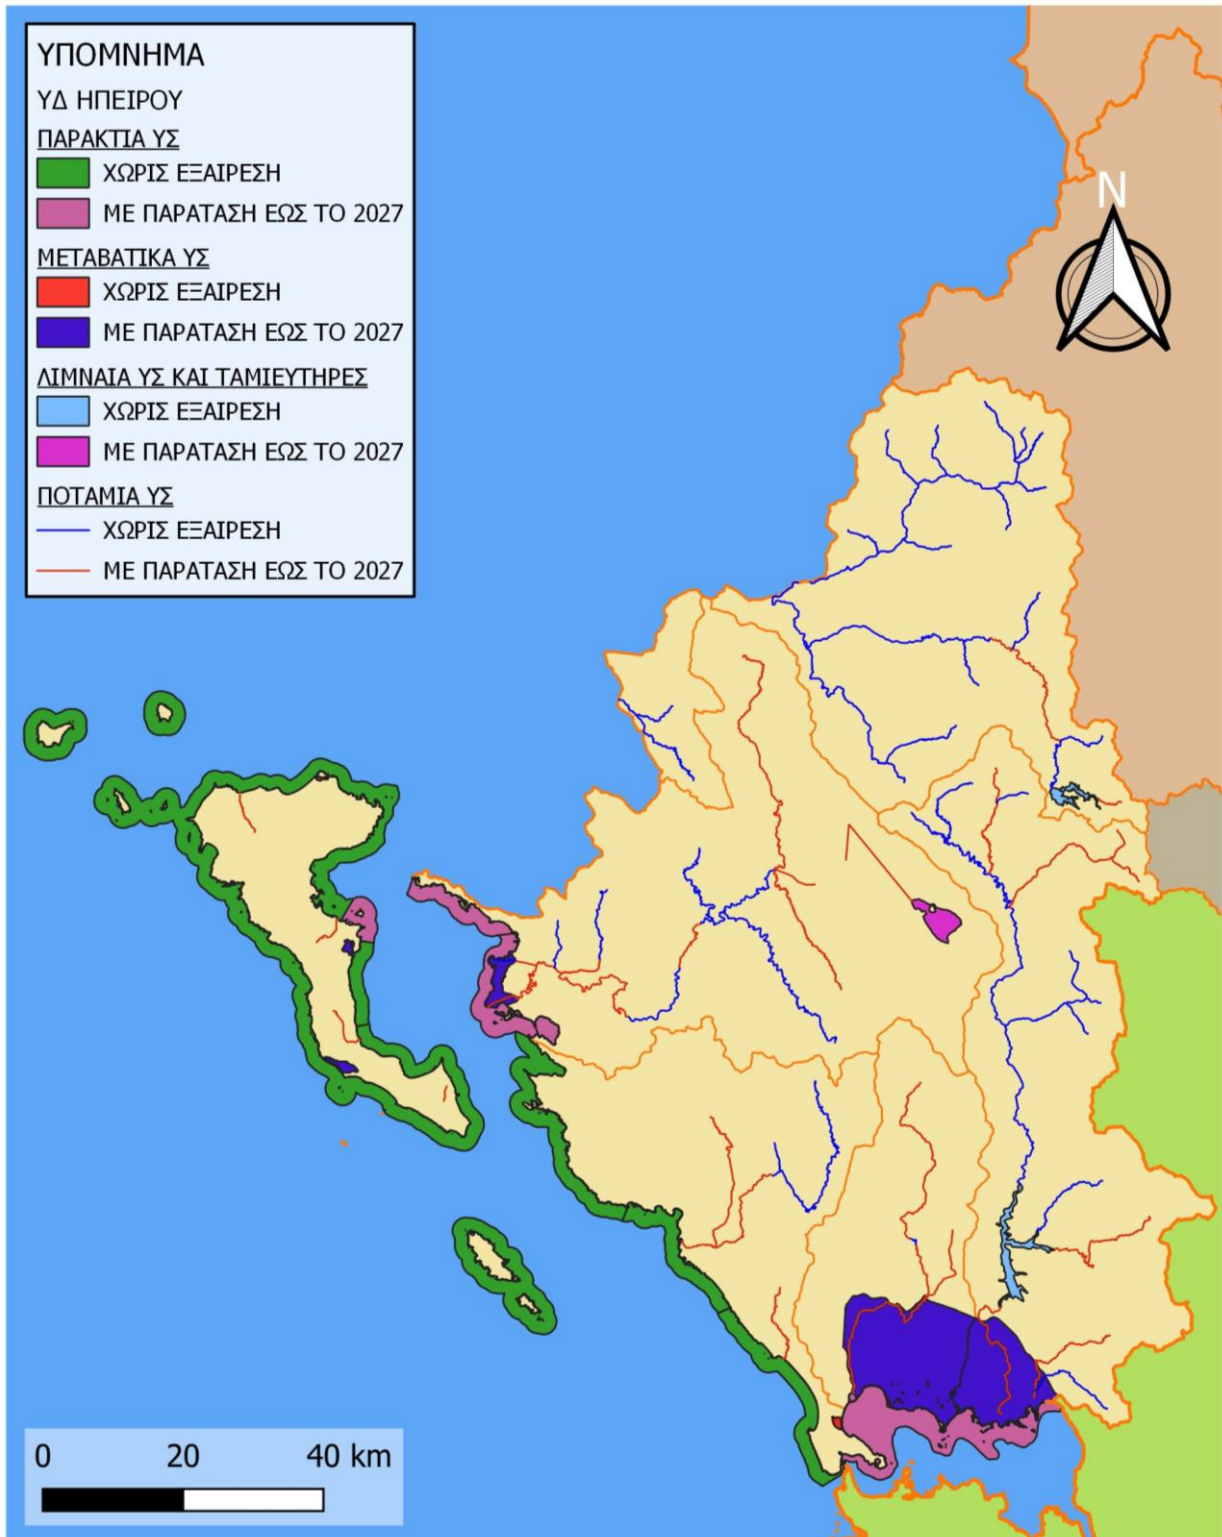 ΥΠΟΜΝΗΜΑ
ΥΔ ΗΠΕΙΡΟΥ
ΠΑΡΑΚΤΙΑ ΥΣ
ΧΩΡΙΣ ΕΞΑΙΡΕΣΗ
ΜΕ ΠΑΡΑΤΑΣΗ ΕΩΣ ΤΟ 2027
ΜΕΤΑΒΑΤΙΚΑ ΥΣ
ΧΩΡΙΣ ΕΞΑΙΡΕΣΗ
ΜΕ ΠΑΡΑΤΑΣΗ ΕΩΣ ΤΟ 2027
ΛΙΜΝΑΙΑ ΥΣ ΚΑΙ ΤΑΜΙΕΥΤΗΡΕΣ
ΧΩΡΙΣ ΕΞΑΙΡΕΣΗ
ΜΕ ΠΑΡΑΤΑΣΗ ΕΩΣ ΤΟ 2027
ΠΟΤΑΜΙΑ ΥΣ
ΧΩΡΙΣ ΕΞΑΙΡΕΣΗ
ΜΕ ΠΑΡΑΤΑΣΗ ΕΩΣ ΤΟ 2027
N
0 20 40 km